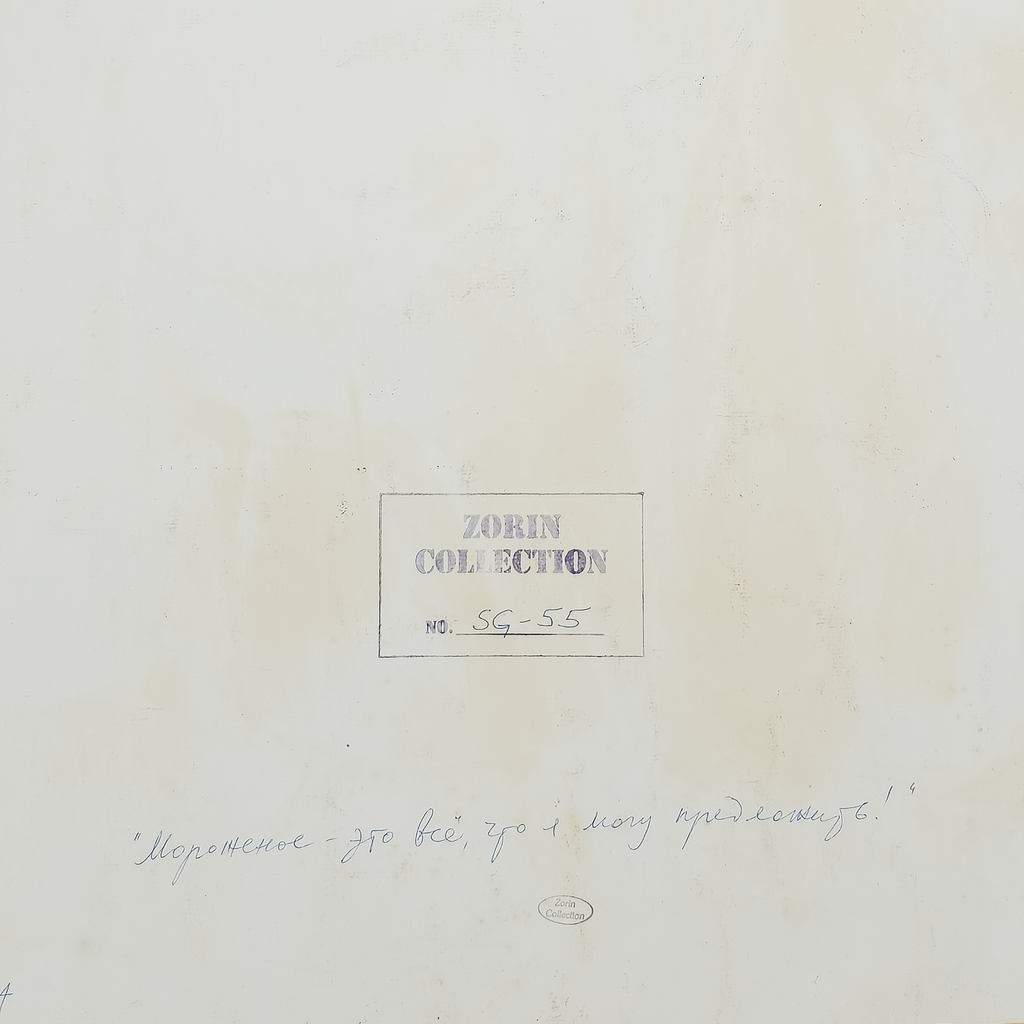 ZORIN
COLLECTION
NO. SG-55
"Мороженое - это всё, что я могу предложить!"
Zorin
Collection